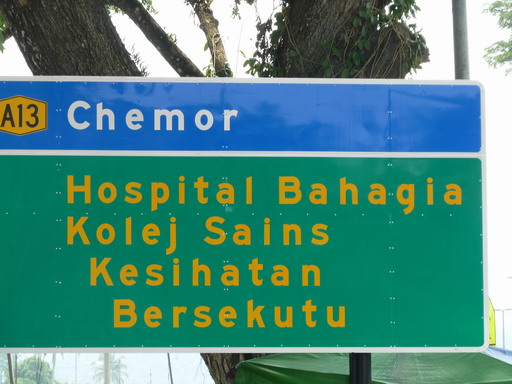 A13 Chemor
Hospital Bahagia
Kolej Sains
Kesihatan
Bersekutu